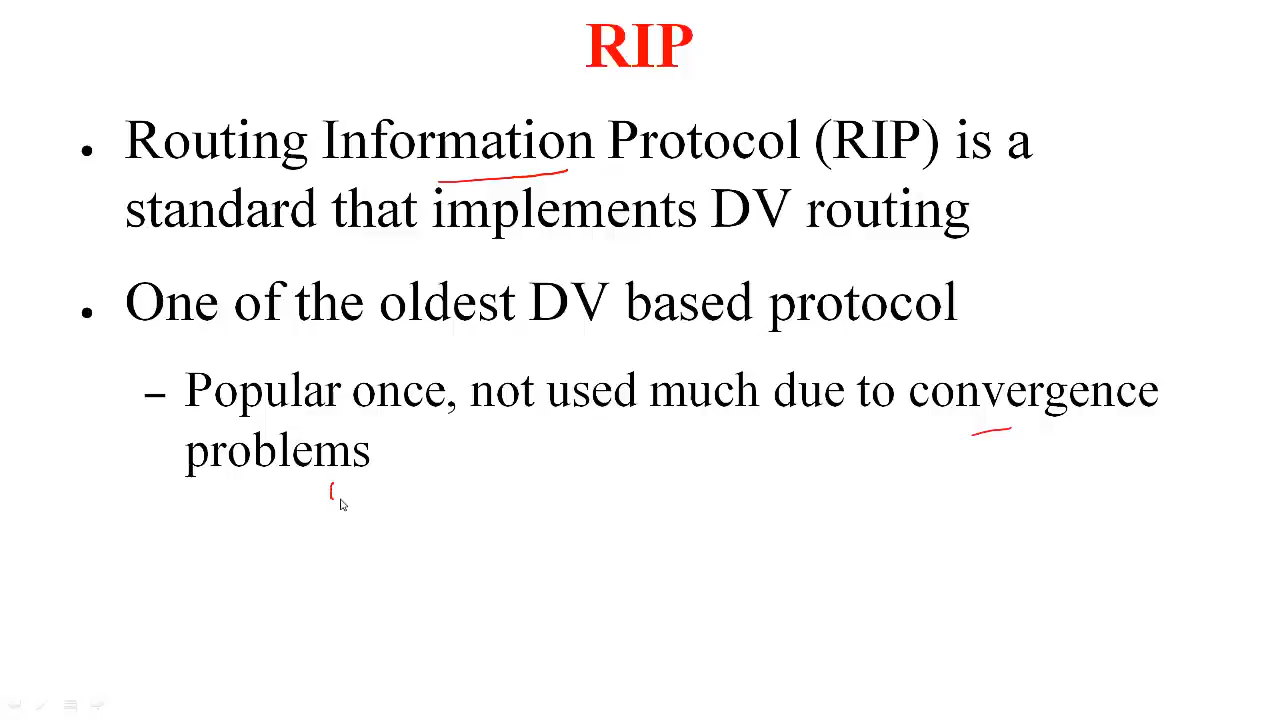 RIP
• Routing Information Protocol (RIP) is a
standard that implements DV routing
• One of the oldest DV based protocol
– Popular once, not used much due to convergence
problems